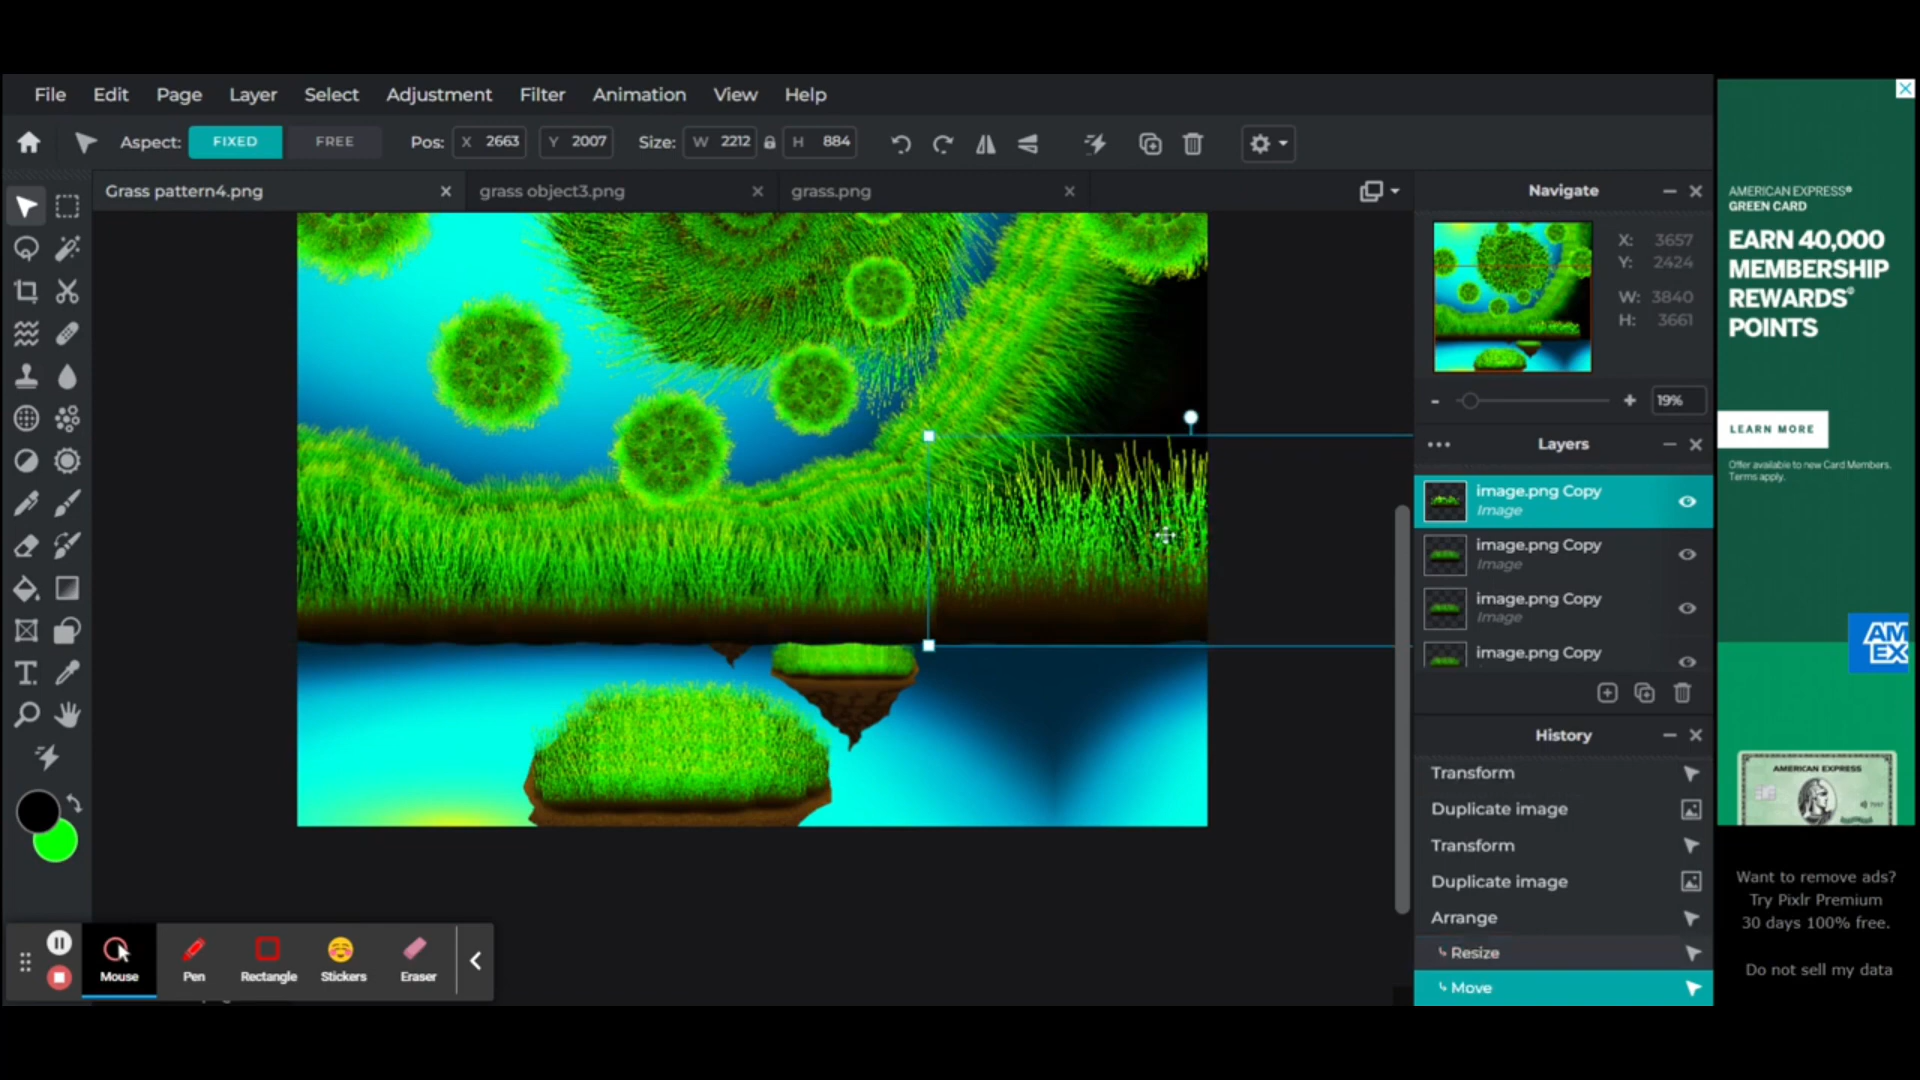 File Edit Page Layer Select Adjustment Filter Animation View Help
Aspect: FIXED FREE Pos: X 2663 Y 2007 Size: W 2212 H 884
Grass pattern4.png grass object3.png grass.png
Navigate
X: 3657
Y: 2424
W: 3840
H: 3661
- + 19%
Layers
image.png Copy
Image
image.png Copy
Image
image.png Copy
Image
image.png Copy
History
Transform
Duplicate image
Transform
Duplicate image
Arrange
Resize
Move
Mouse Pen Rectangle Stickers Eraser
AMERICAN EXPRESS®
GREEN CARD
EARN 40,000
MEMBERSHIP
REWARDS®
POINTS
LEARN MORE
Offer available to new Card Members.
Terms apply.
AM
EX
AMERICAN EXPRESS
Want to remove ads?
Try Pixlr Premium
30 days 100% free.
Do not sell my data